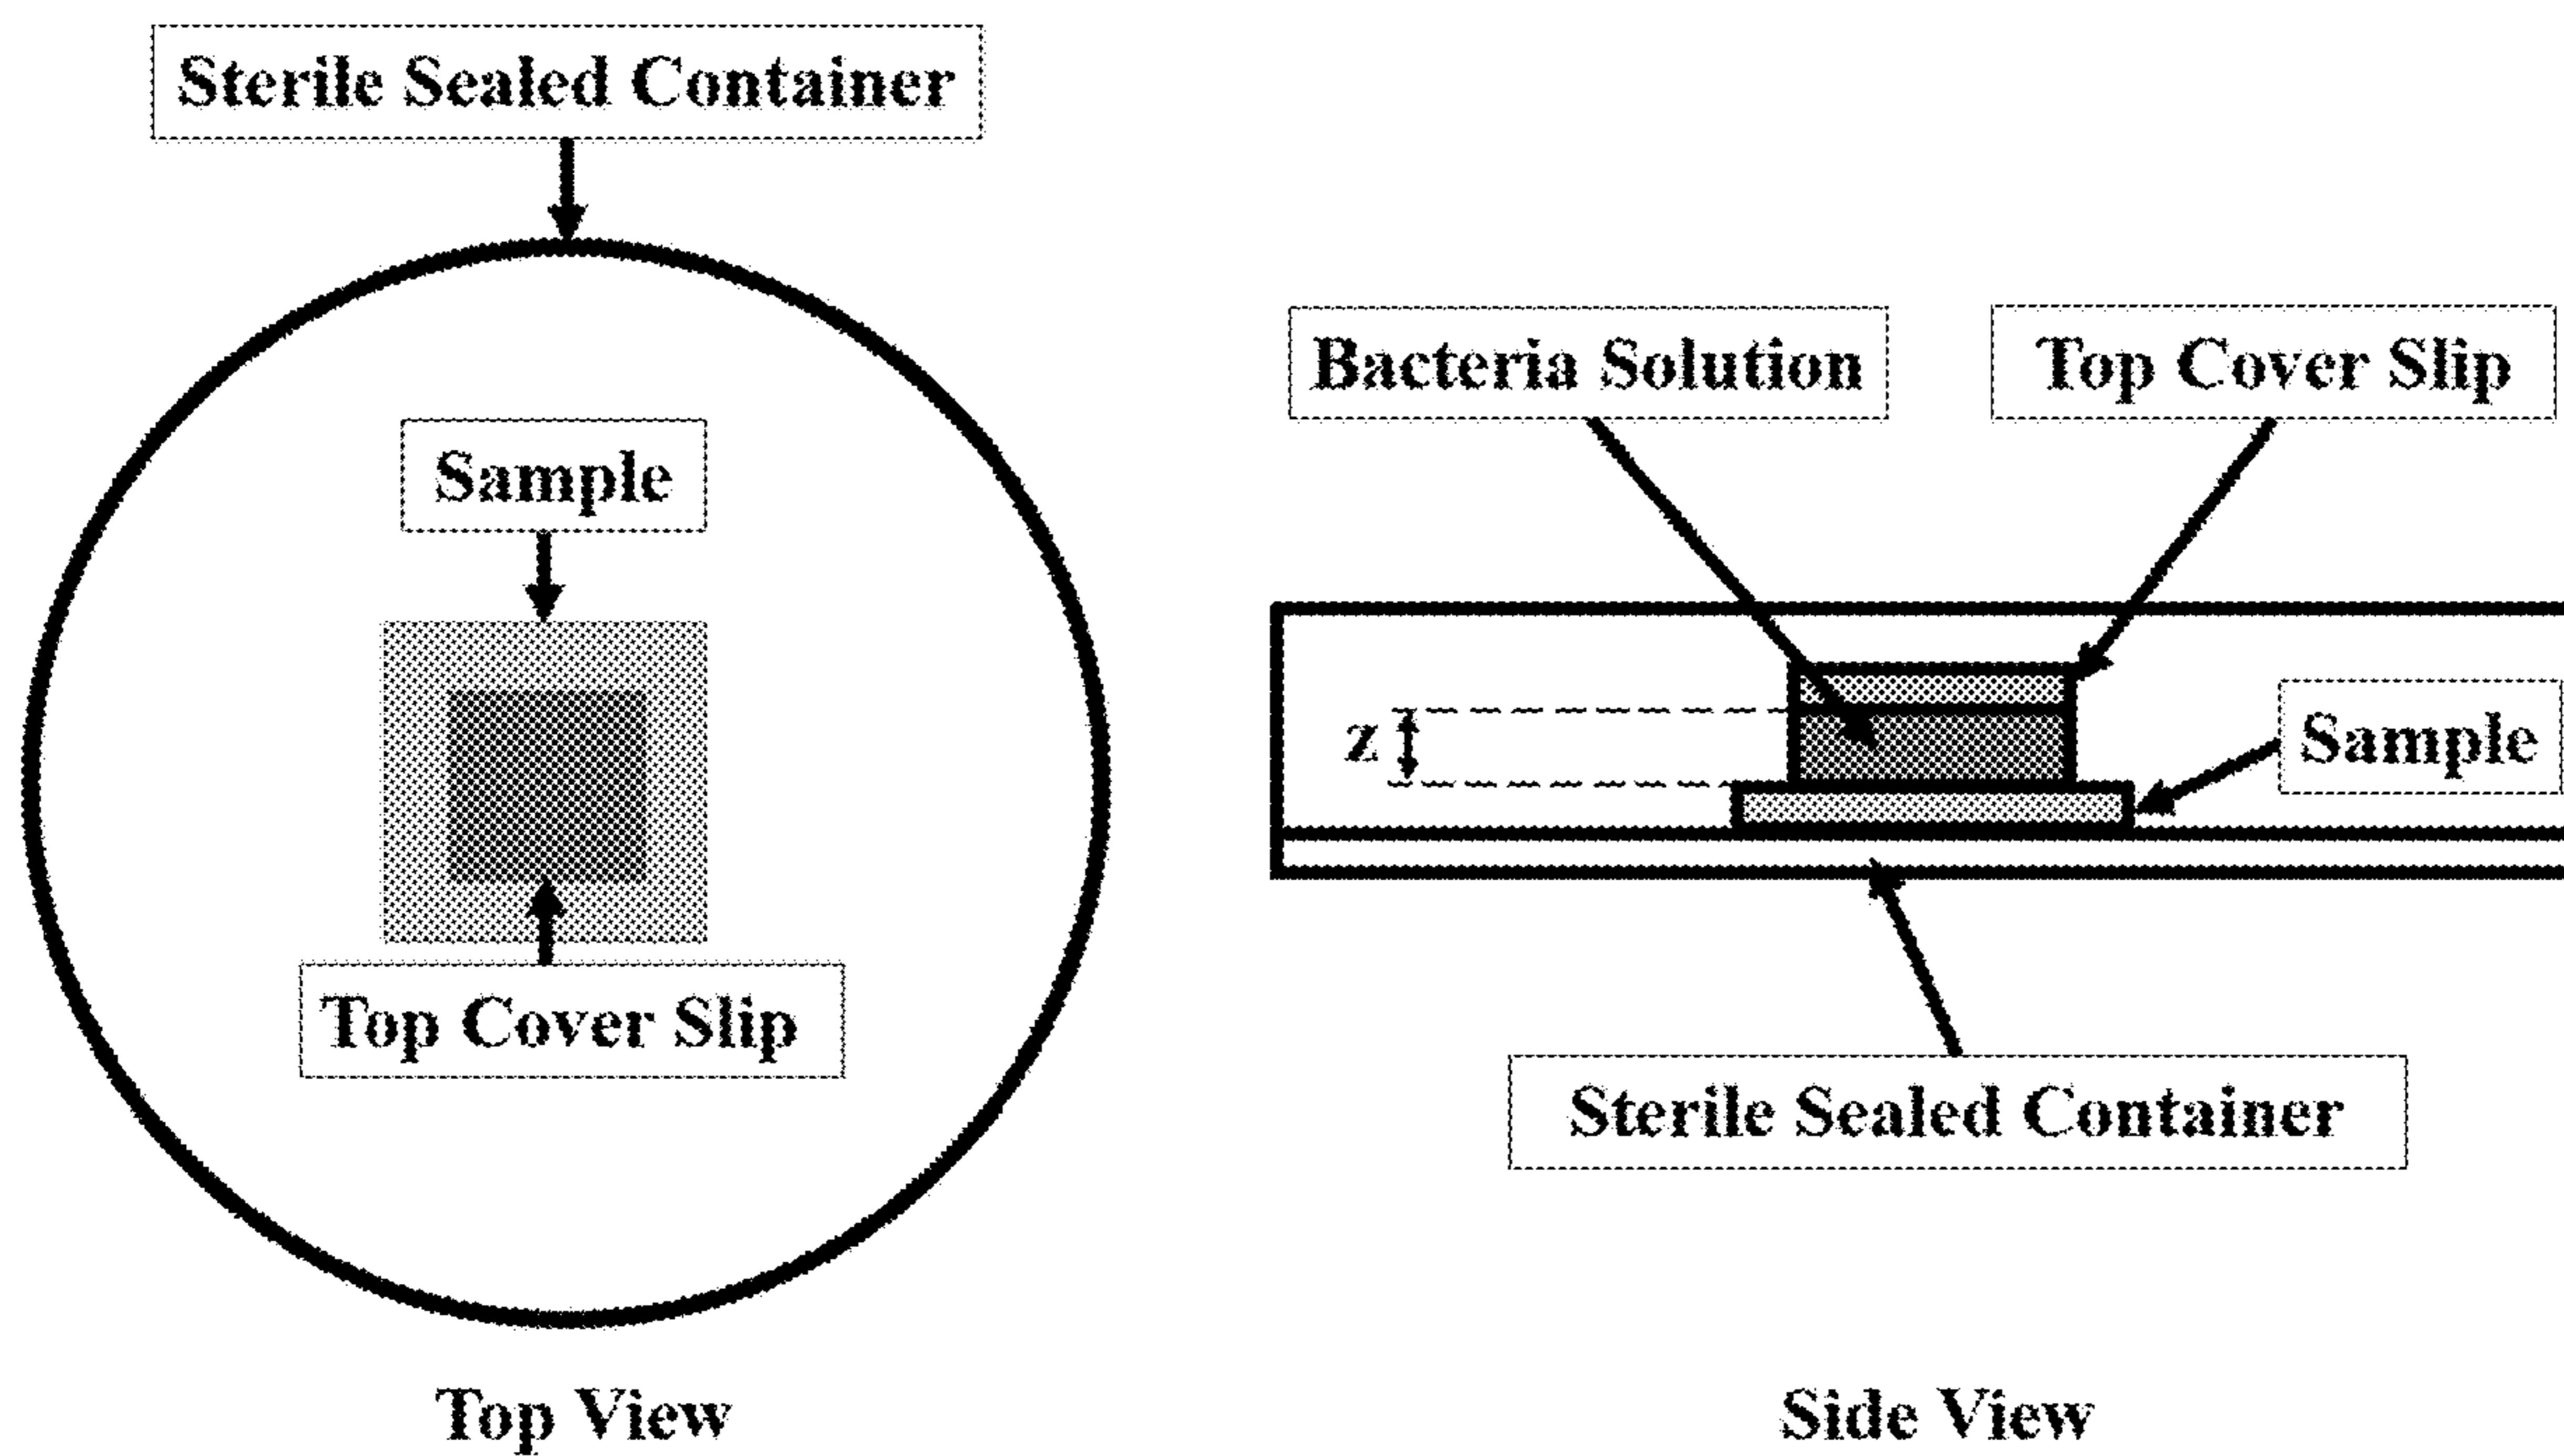 Sterile Sealed Container
Sample
Top Cover Slip
Top View
Bacteria Solution
Top Cover Slip
z
Sample
Sterile Sealed Container
Side View